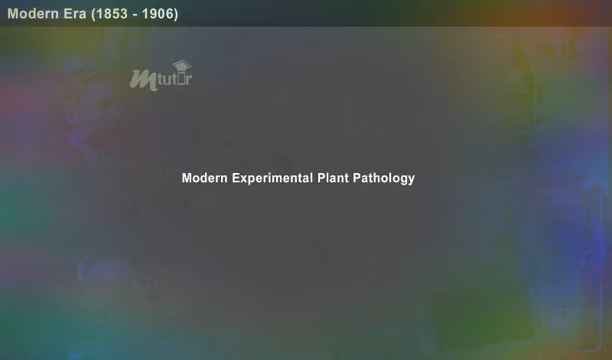 Modern Era (1853 - 1906)
Mtutor
Modern Experimental Plant Pathology